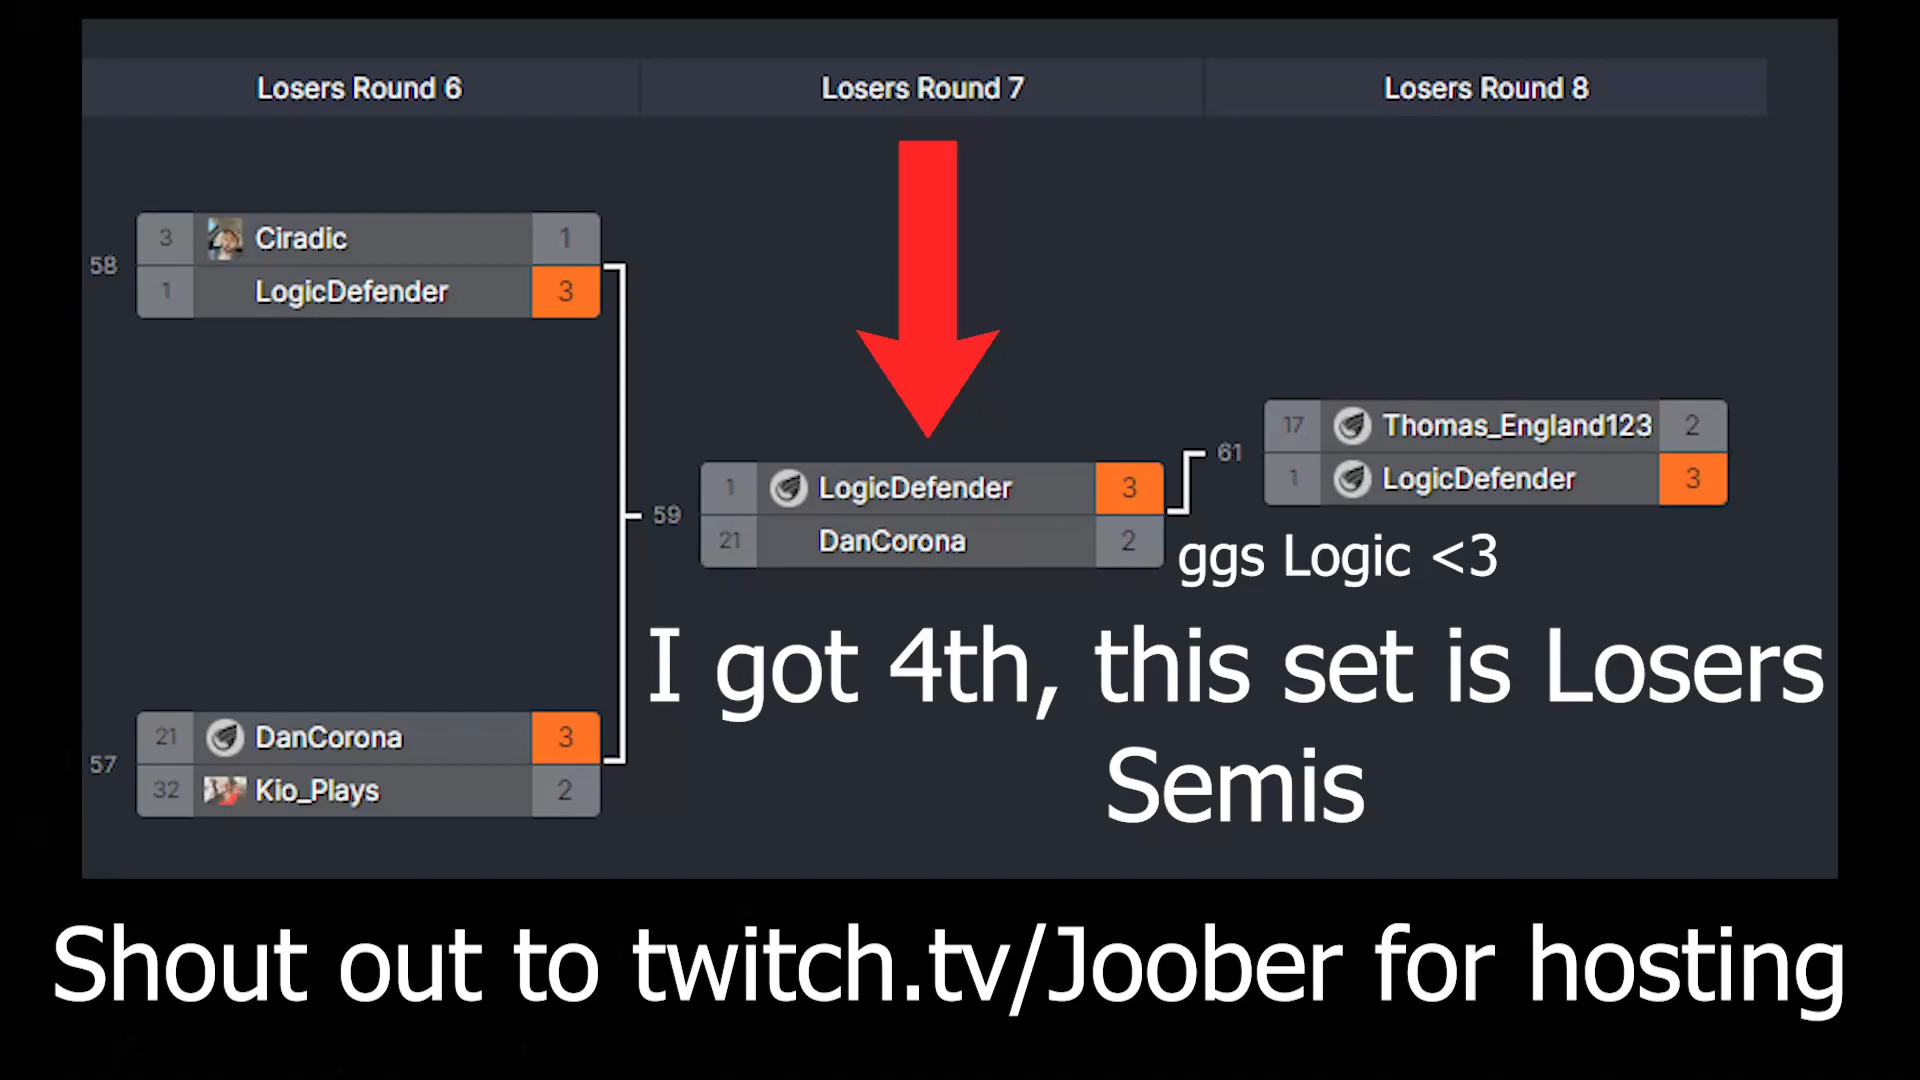 Losers Round 6
Losers Round 7
Losers Round 8
58
3 Ciradic 1
1 LogicDefender 3
59
1 LogicDefender 3
21 DanCorona 2
61
17 Thomas_England123 2
1 LogicDefender 3
ggs Logic <3
I got 4th, this set is Losers
Semis
57
21 DanCorona 3
32 Kio_Plays 2
Shout out to twitch.tv/Joober for hosting